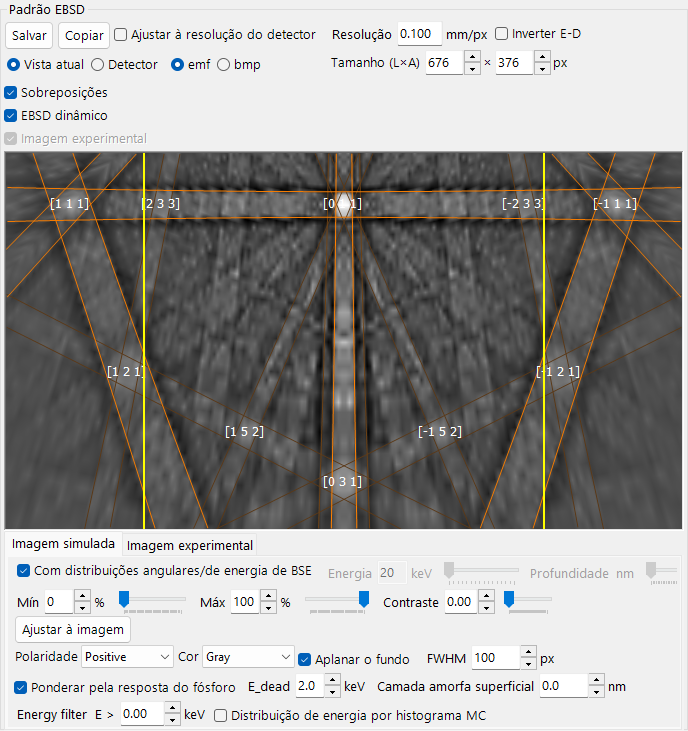 Padrão EBSD
Salvar Copiar Ajustar à resolução do detector Resolução 0.100 mm/px Inverter E-D
Vista atual Detector emf bmp Tamanho (L×A) 676 × 376 px
Sobreposições
EBSD dinâmico
Imagem experimental
[1 1 1] [2 3 3] [0 1] [-2 3 3] [-1 1 1]
[1 2 1] [-1 2 1]
[1 5 2] [-1 5 2]
[0 3 1]
Imagem simulada Imagem experimental
Com distribuições angulares/de energia de BSE Energia 20 keV Profundidade nm
Mín 0 % Máx 100 % Contraste 0.00
Ajustar à imagem
Polaridade Positive Cor Gray Aplanar o fundo FWHM 100 px
Ponderar pela resposta do fósforo E_dead 2.0 keV Camada amorfa superficial 0.0 nm
Energy filter E > 0.00 keV Distribuição de energia por histograma MC